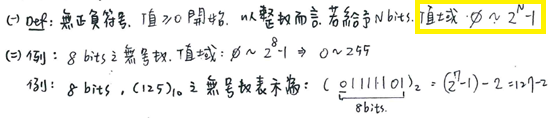 (一) Def: 無正負符號. 值≥0 開始. 以整數而言. 若給予 N bits. 值域: ∅ ~ 2^N-1
(二) 例: 8 bits 之無號數. 值域: ∅ ~ 2^8-1 ⇒ 0~255
例: 8 bits, (125)10 之無號數表示為: (01111101)2 = (2^7-1)-2 = 127-2
8bits.